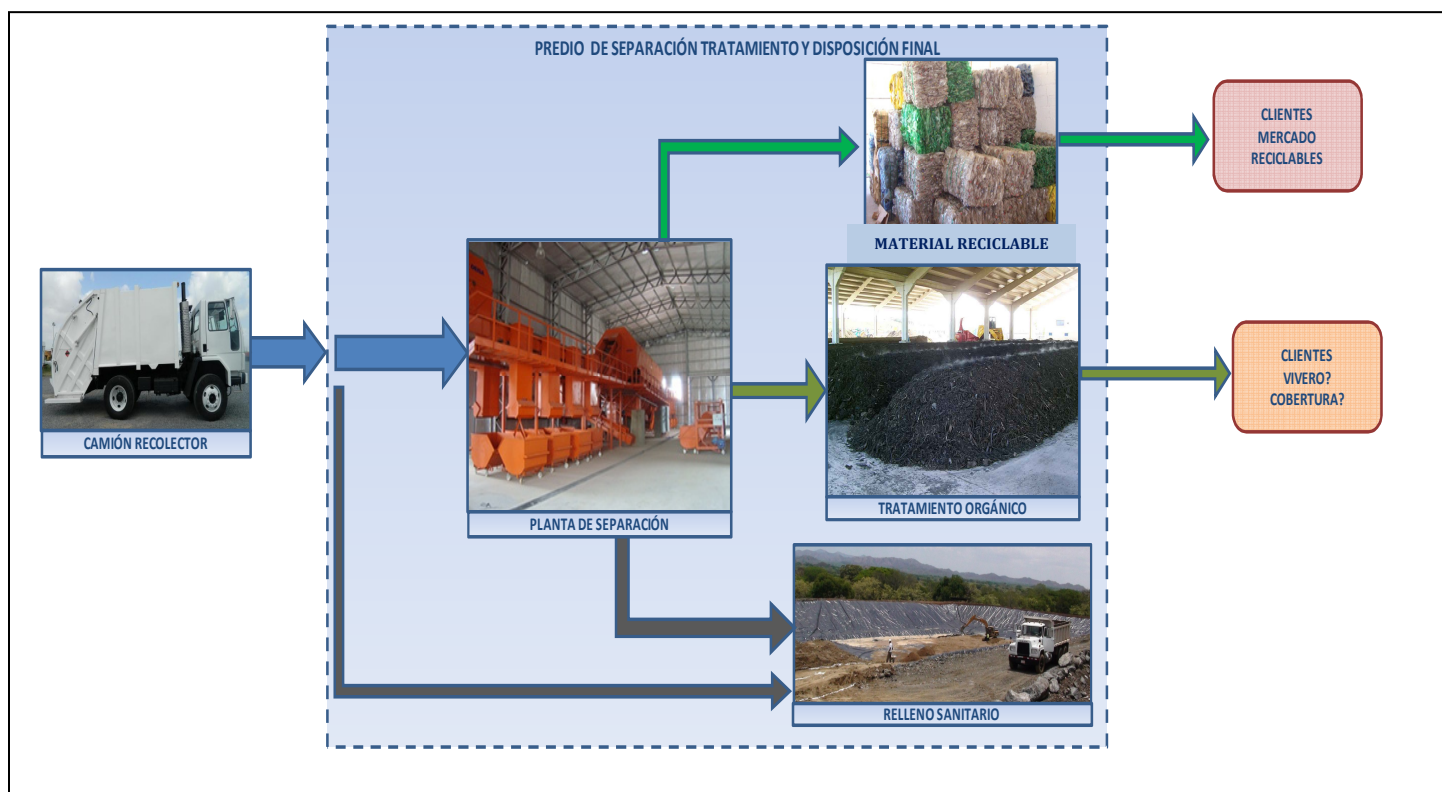 PREDIO DE SEPARACIÓN TRATAMIENTO Y DISPOSICIÓN FINAL
CLIENTES
MERCADO
RECICLABLES
MATERIAL RECICLABLE
CAMIÓN RECOLECTOR
CLIENTES
VIVERO?
COBERTURA?
PLANTA DE SEPARACIÓN
TRATAMIENTO ORGÁNICO
RELLENO SANITARIO